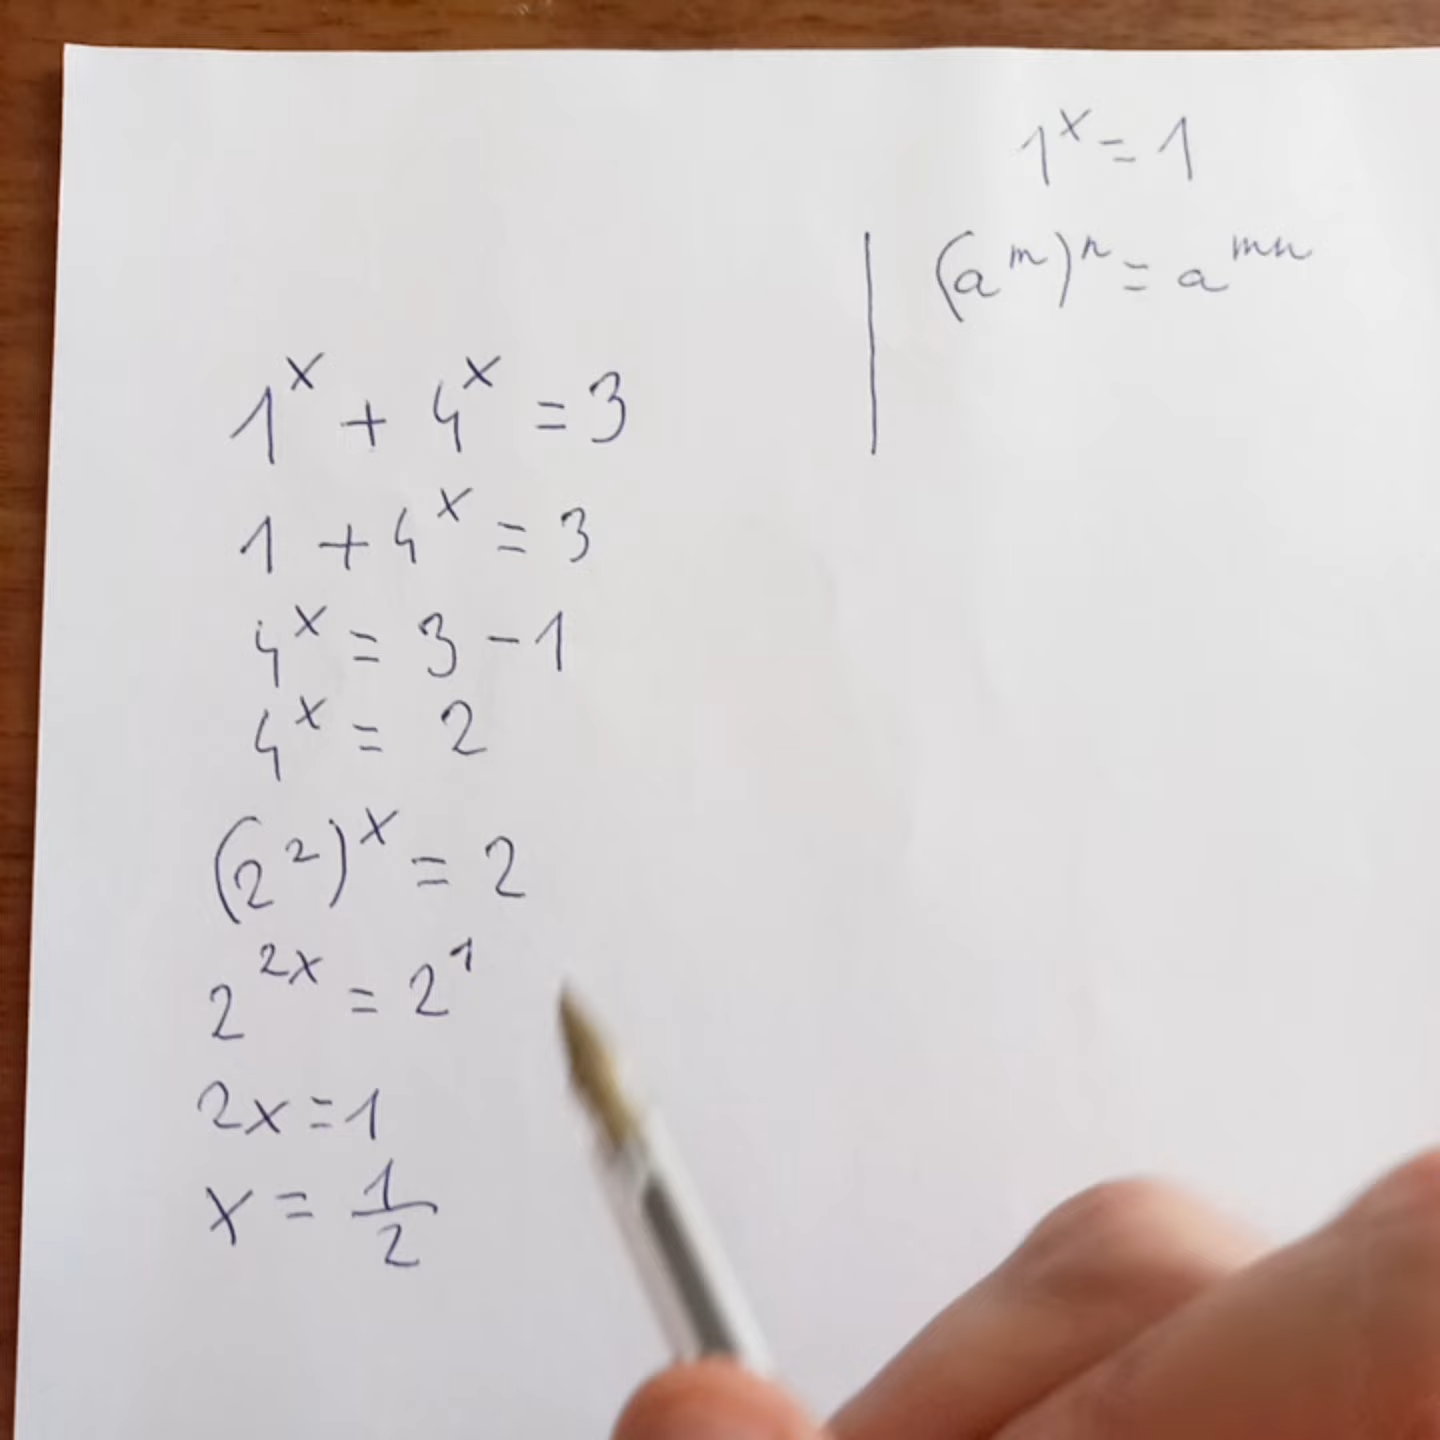 1^x = 1
(a^m)^n = a^{mn}
1^x + 4^x = 3
1 + 4^x = 3
4^x = 3 - 1
4^x = 2
(2^2)^x = 2
2^{2x} = 2^1
2x = 1
x = 1/2